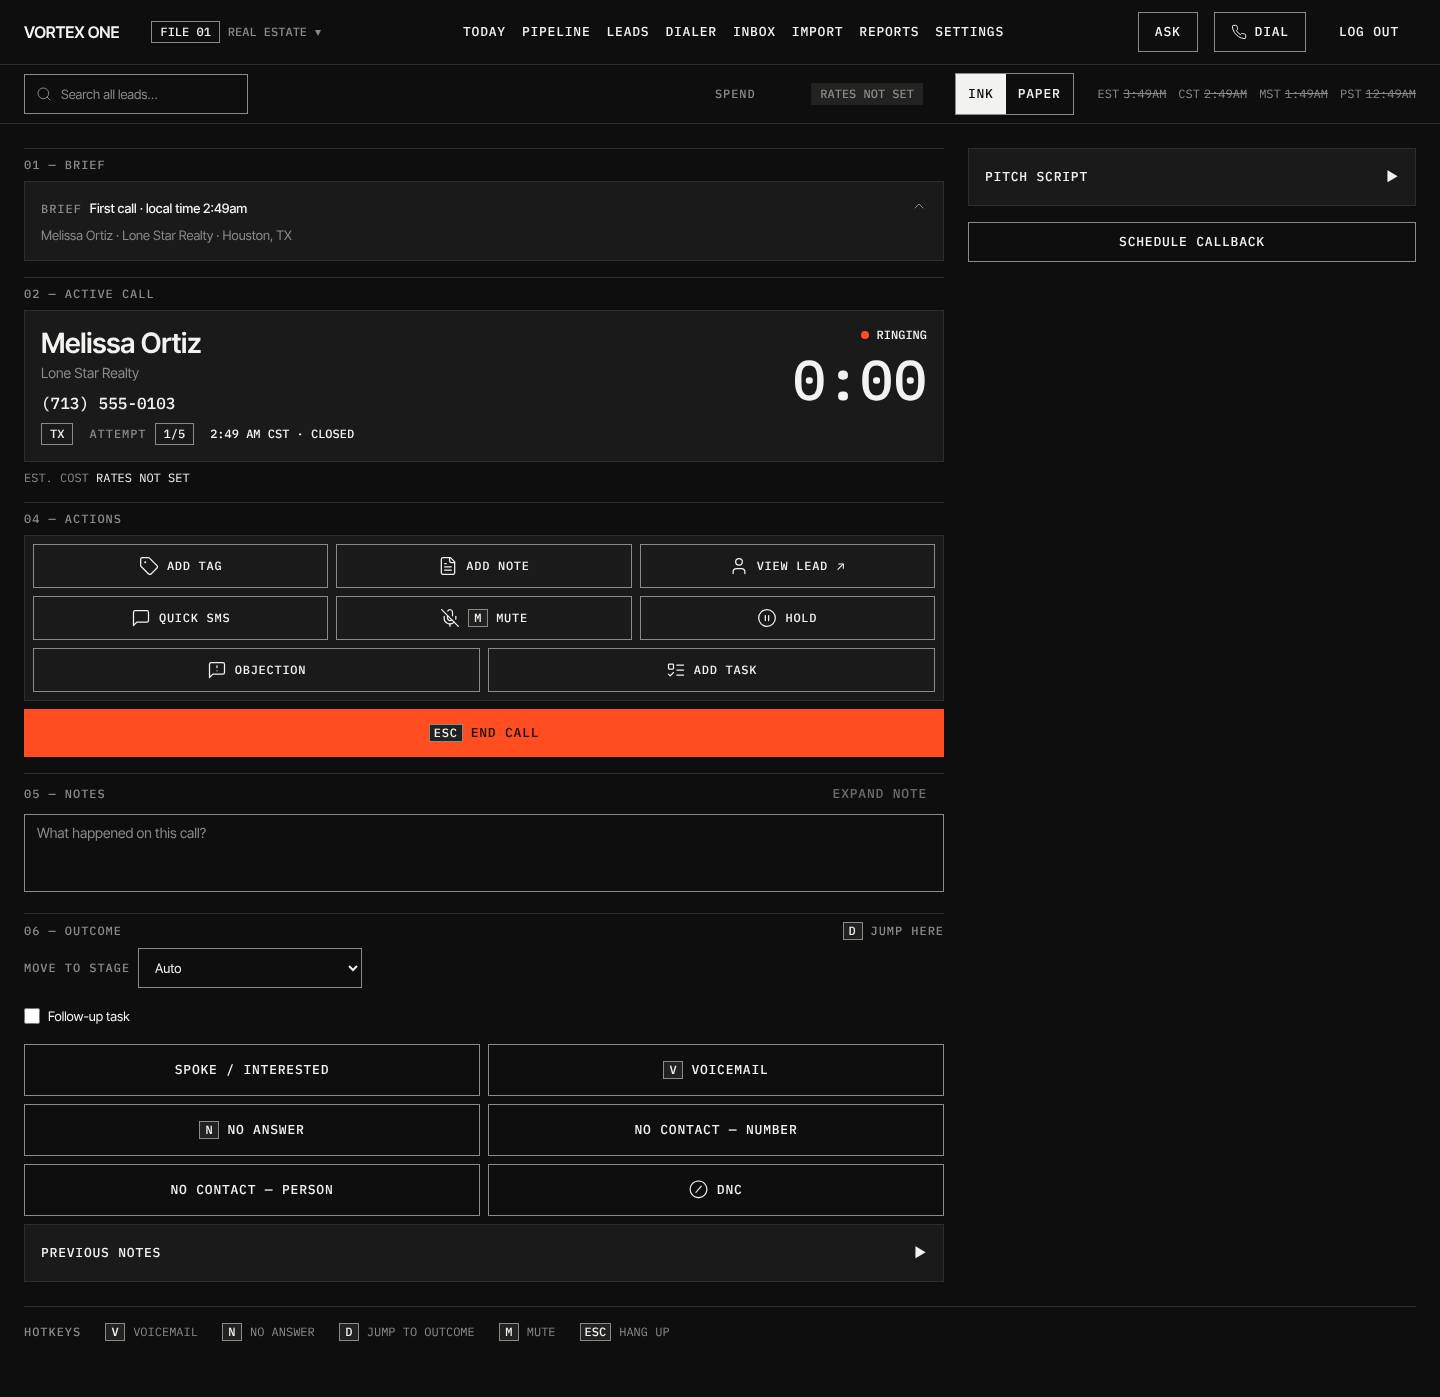 VORTEX ONE FILE 01 REAL ESTATE ▾ TODAY PIPELINE LEADS DIALER INBOX IMPORT REPORTS SETTINGS ASK DIAL LOG OUT
Search all leads... SPEND RATES NOT SET INK PAPER EST 3:49AM CST 2:49AM MST 1:49AM PST 12:49AM
01 — BRIEF
BRIEF First call · local time 2:49am
Melissa Ortiz · Lone Star Realty · Houston, TX
PITCH SCRIPT ▶
SCHEDULE CALLBACK
02 — ACTIVE CALL
Melissa Ortiz
Lone Star Realty
(713) 555-0103
TX ATTEMPT 1/5 2:49 AM CST · CLOSED
RINGING
0:00
EST. COST RATES NOT SET
04 — ACTIONS
ADD TAG ADD NOTE VIEW LEAD ↗
QUICK SMS M MUTE HOLD
OBJECTION ADD TASK
ESC END CALL
05 — NOTES EXPAND NOTE
What happened on this call?
06 — OUTCOME D JUMP HERE
MOVE TO STAGE Auto
Follow-up task
SPOKE / INTERESTED V VOICEMAIL
N NO ANSWER NO CONTACT — NUMBER
NO CONTACT — PERSON DNC
PREVIOUS NOTES ▶
HOTKEYS V VOICEMAIL N NO ANSWER D JUMP TO OUTCOME M MUTE ESC HANG UP